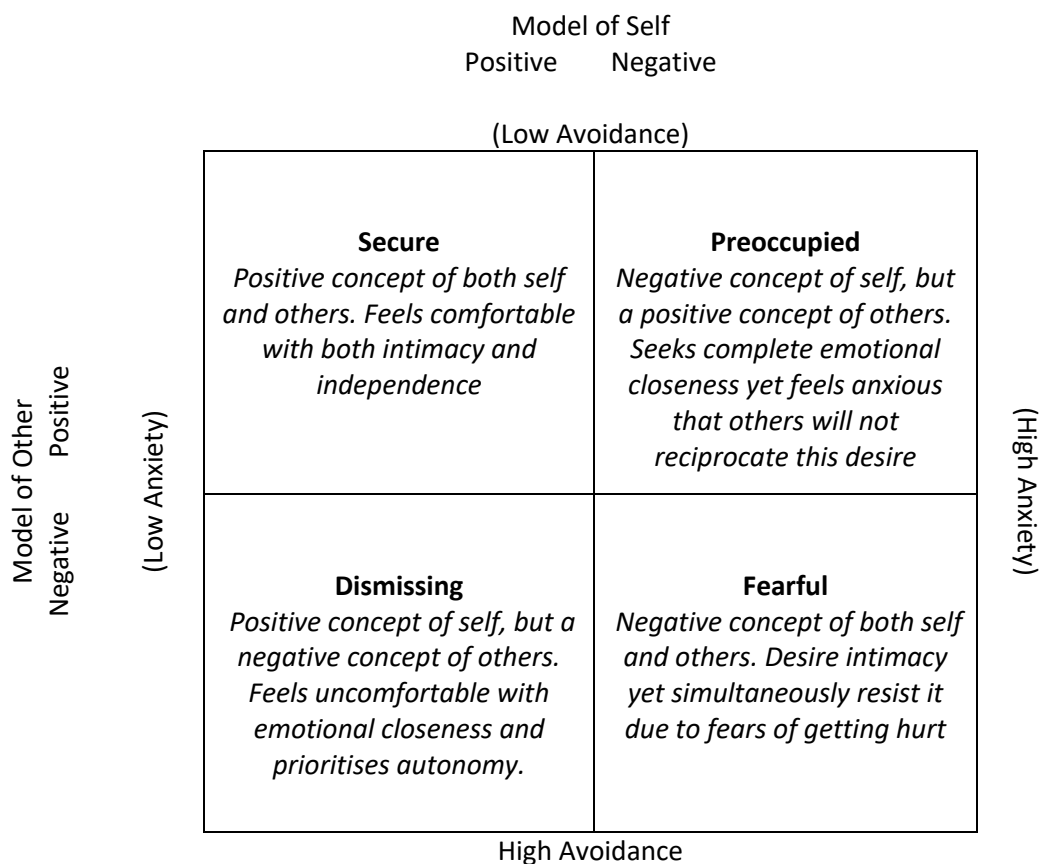 Model of Self
Positive Negative
(Low Avoidance)
Secure
Positive concept of both self
and others. Feels comfortable
with both intimacy and
independence
Preoccupied
Negative concept of self, but
a positive concept of others.
Seeks complete emotional
closeness yet feels anxious
that others will not
reciprocate this desire
Model of Other
Negative Positive
(Low Anxiety)
(High Anxiety)
Dismissing
Positive concept of self, but a
negative concept of others.
Feels uncomfortable with
emotional closeness and
prioritises autonomy.
Fearful
Negative concept of both self
and others. Desire intimacy
yet simultaneously resist it
due to fears of getting hurt
High Avoidance